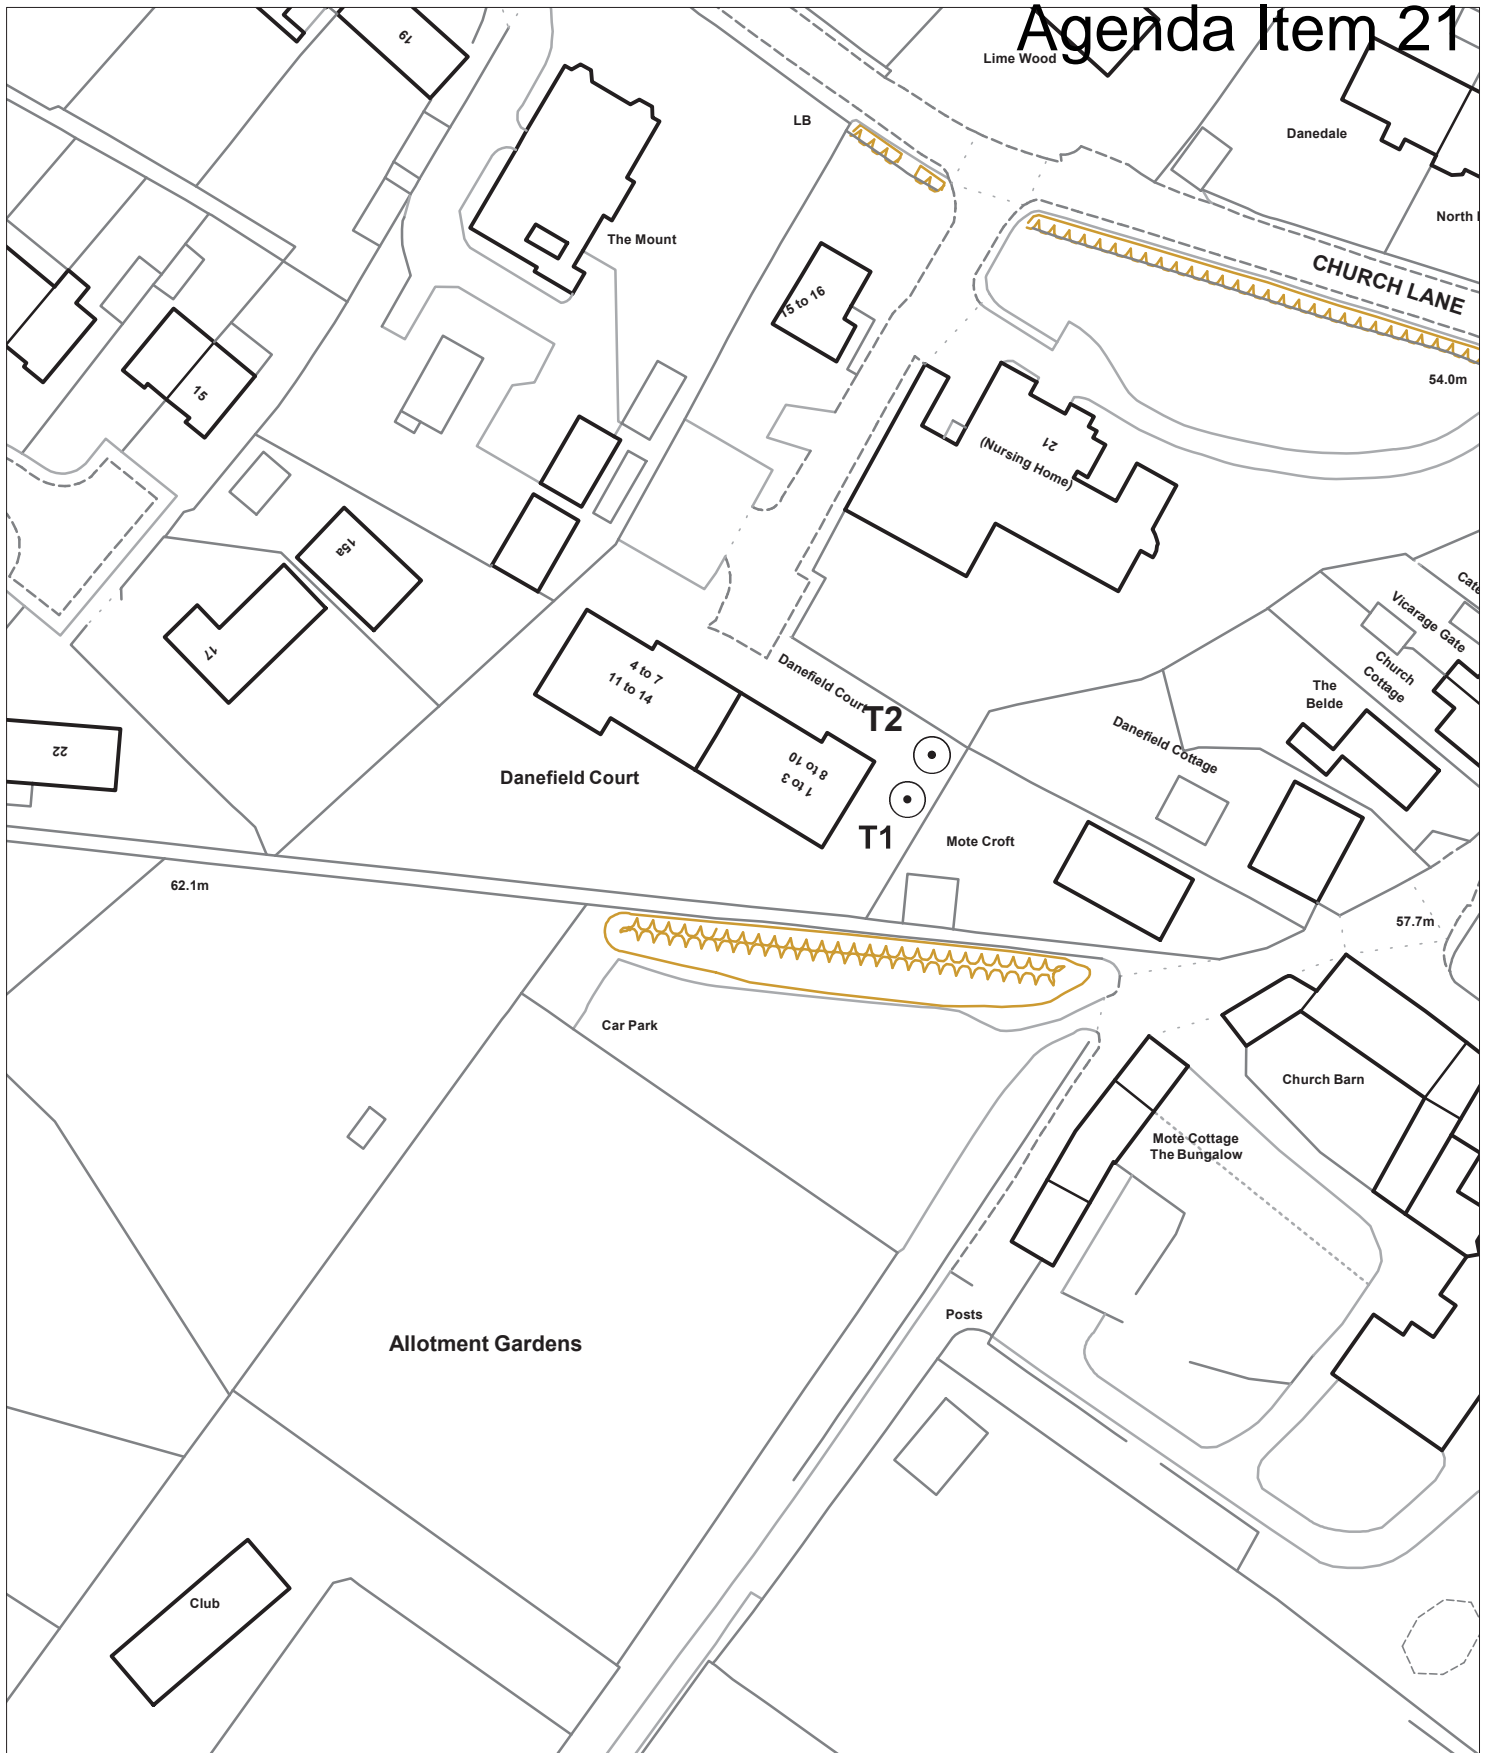 Agenda Item 21
19
Lime Wood
LB
Danedale
The Mount
CHURCH LANE
15 to 16
54.0m
15
21
(Nursing Home)
15a
17
Vicarage Gate
Church
Cottage
The
Belde
4 to 7
11 to 14
Danefield Court
T2
Danefield Cottage
22
Danefield Court
8 to 10
1 to 3
T1
Mote Croft
62.1m
57.7m
Car Park
Church Barn
Mote Cottage
The Bungalow
Posts
Allotment Gardens
Club